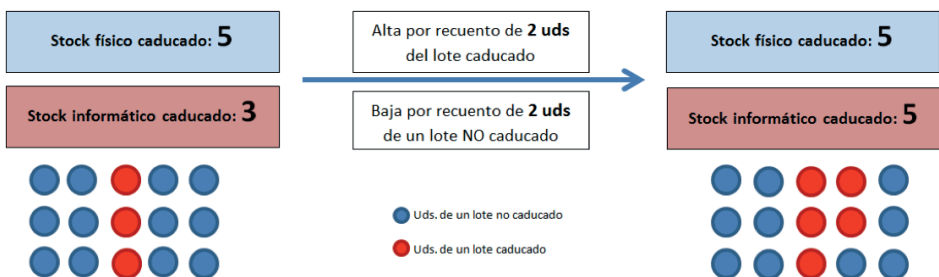 Stock físico caducado: 5
Alta por recuento de 2 uds
del lote caducado
Stock físico caducado: 5
Stock informático caducado: 3
Baja por recuento de 2 uds
de un lote NO caducado
Stock informático caducado: 5
Uds. de un lote no caducado
Uds. de un lote caducado